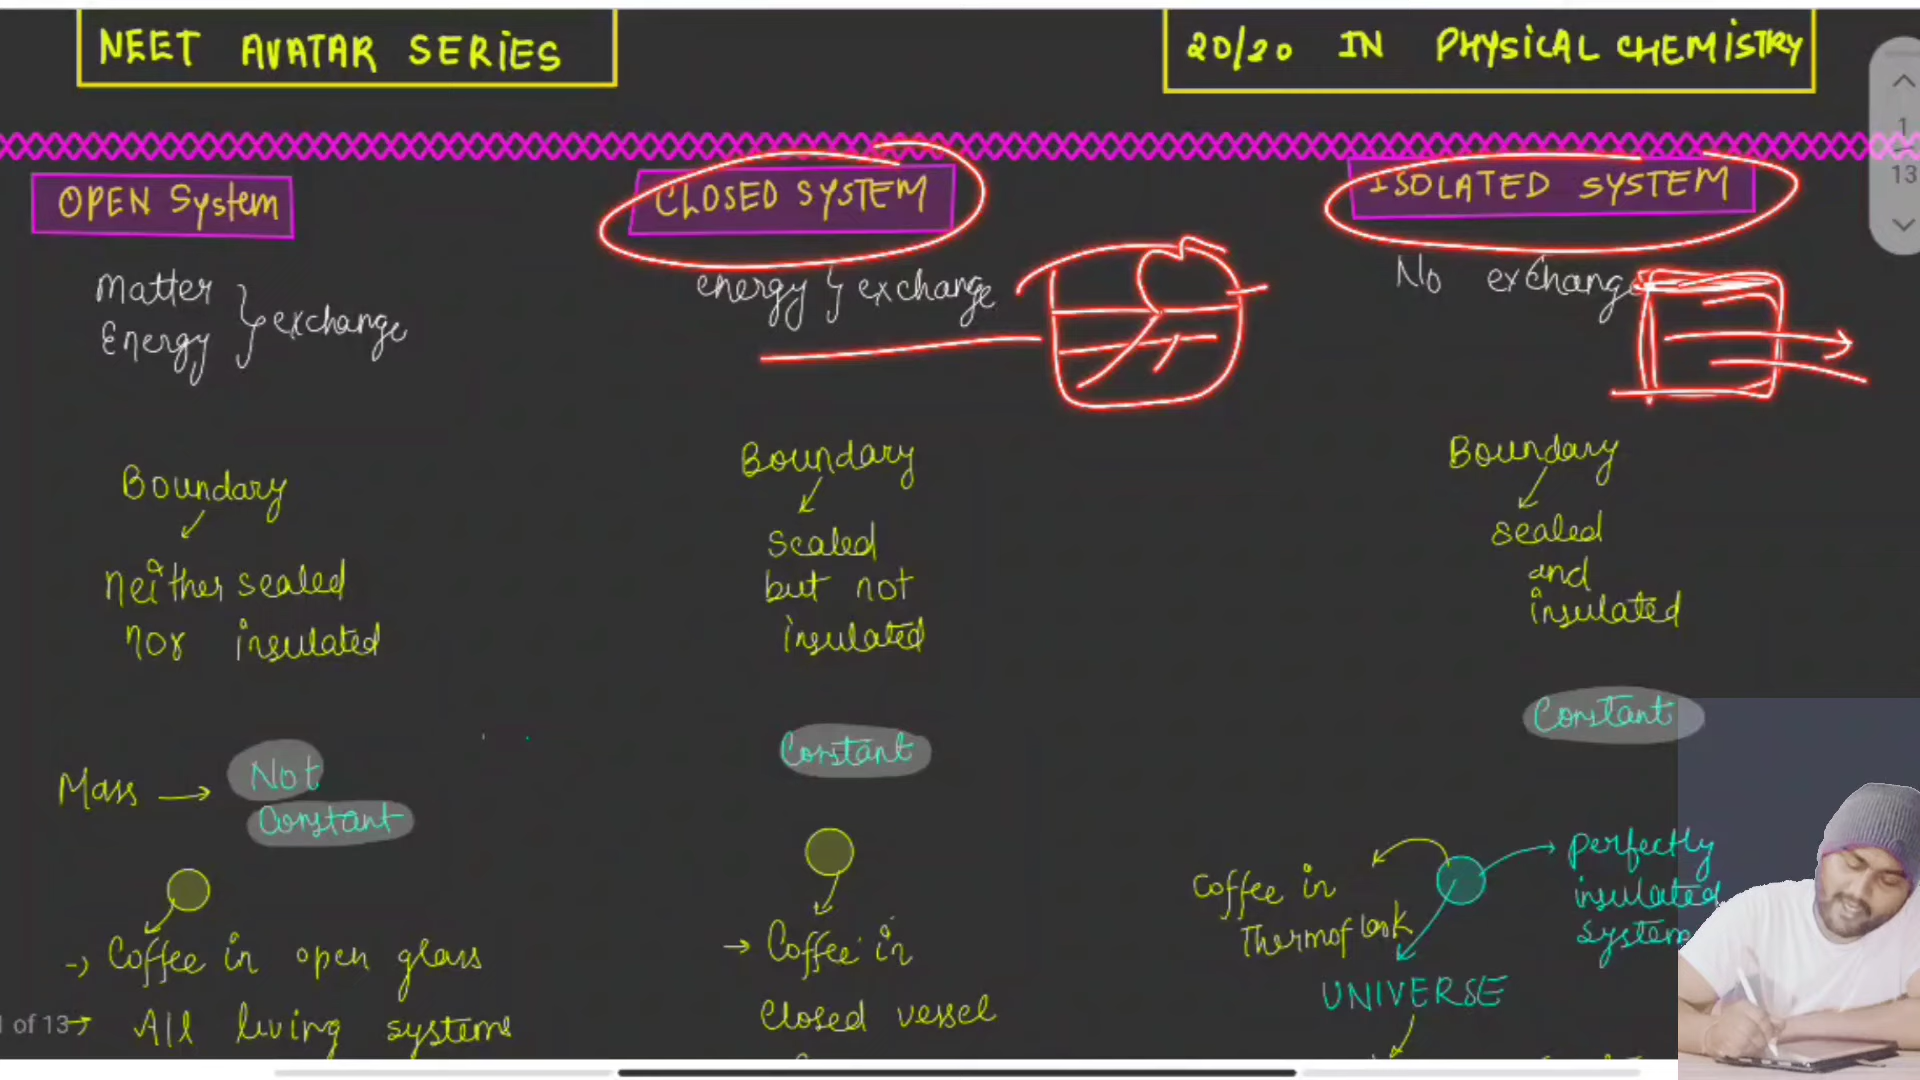 NEET AVATAR SERIES
20/20 IN PHYSICAL CHEMISTRY
1
13
OPEN System
Matter
Energy } exchange
Boundary
neither sealed
nor insulated
Mass → Not
Constant
→ Coffee in open glass
→ All living systems
CLOSED SYSTEM
energy } exchange
Boundary
sealed
but not
insulated
Constant
→ Coffee in
Closed vessel
ISOLATED SYSTEM
No exchange
Boundary
sealed
and
insulated
Constant
Coffee in
Thermoflask
perfectly
insulated
system
UNIVERSE
of 13